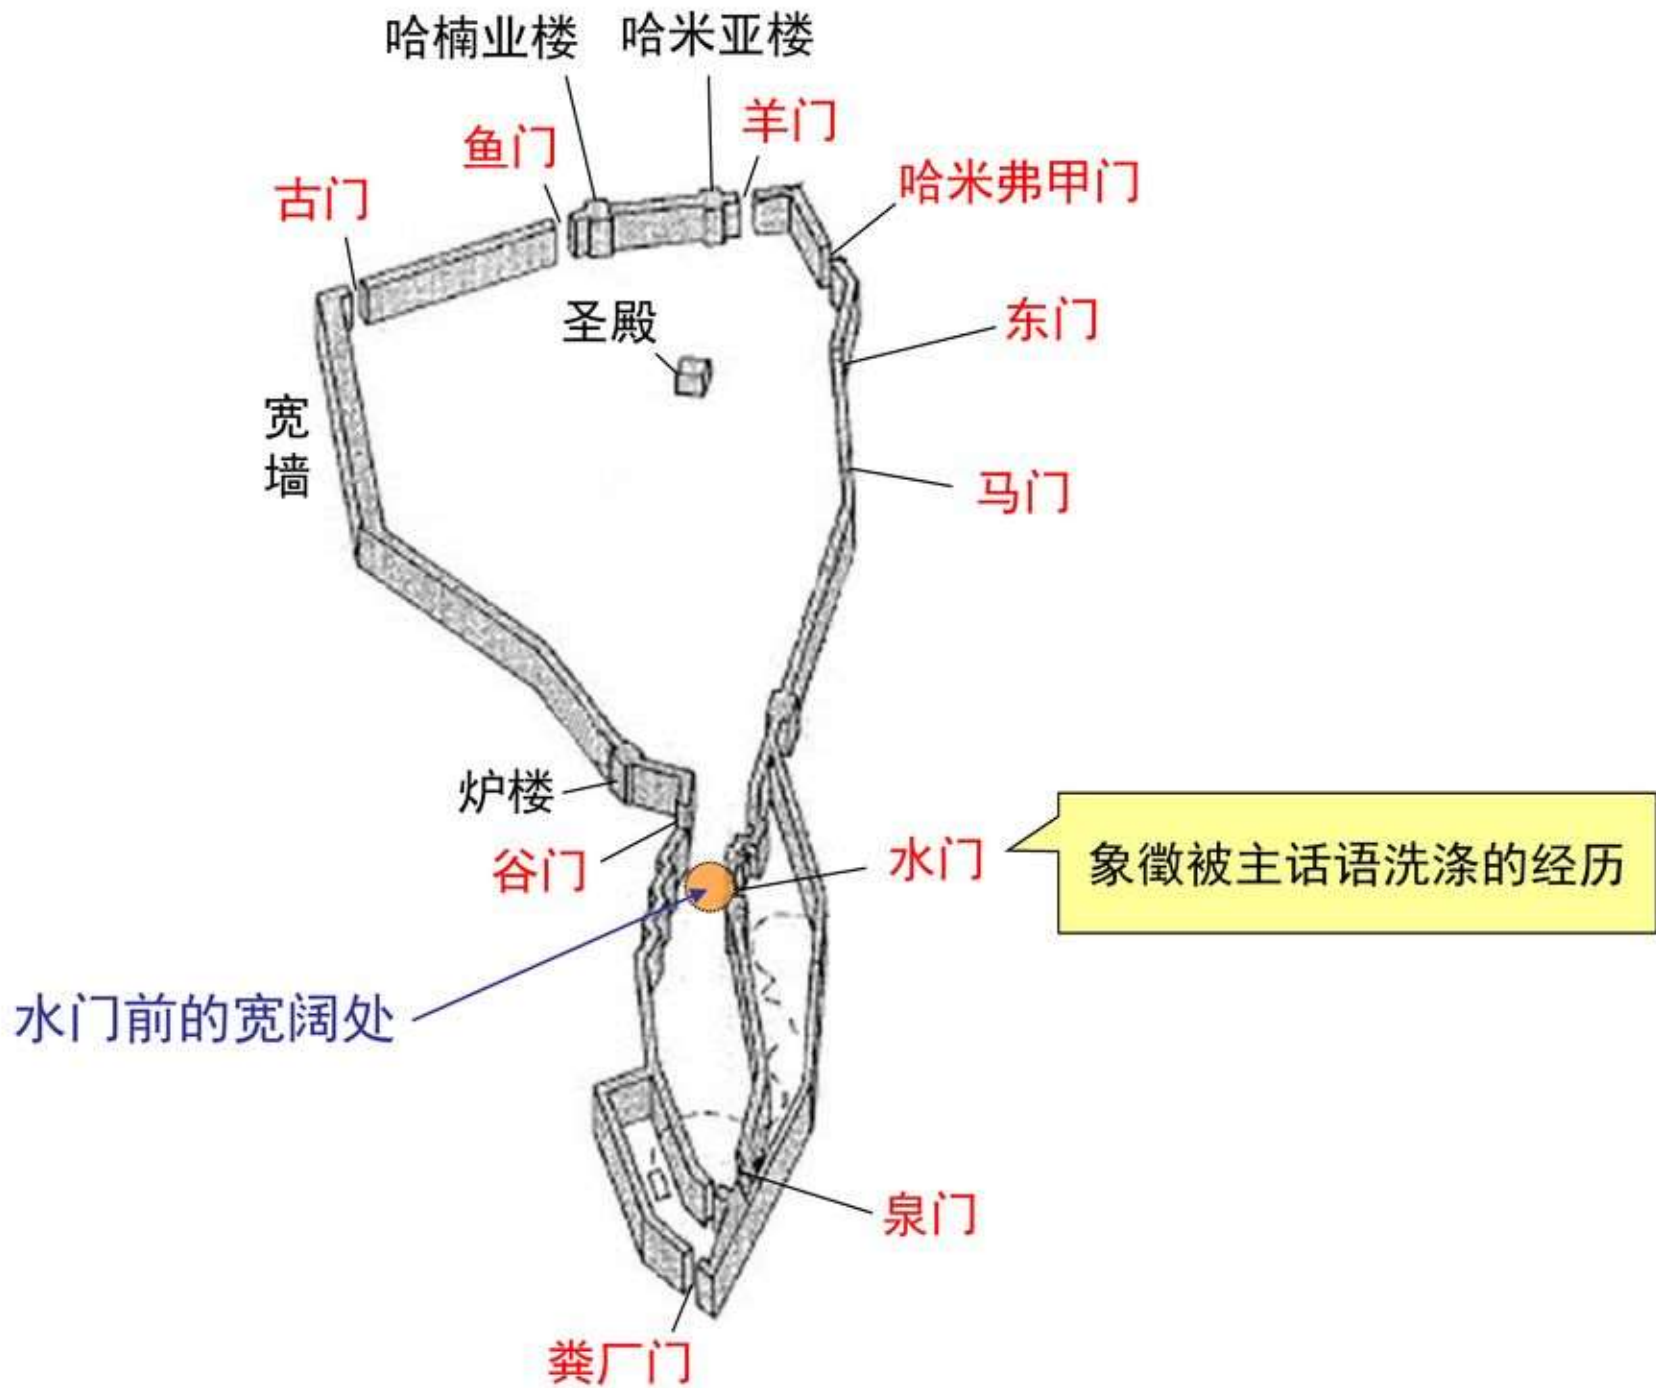 哈楠业楼
哈米亚楼
羊门
鱼门
哈米弗甲门
古门
东门
圣殿
宽
墙
马门
炉楼
谷门
水门
象徵被主话语洗涤的经历
水门前的宽阔处
泉门
粪厂门